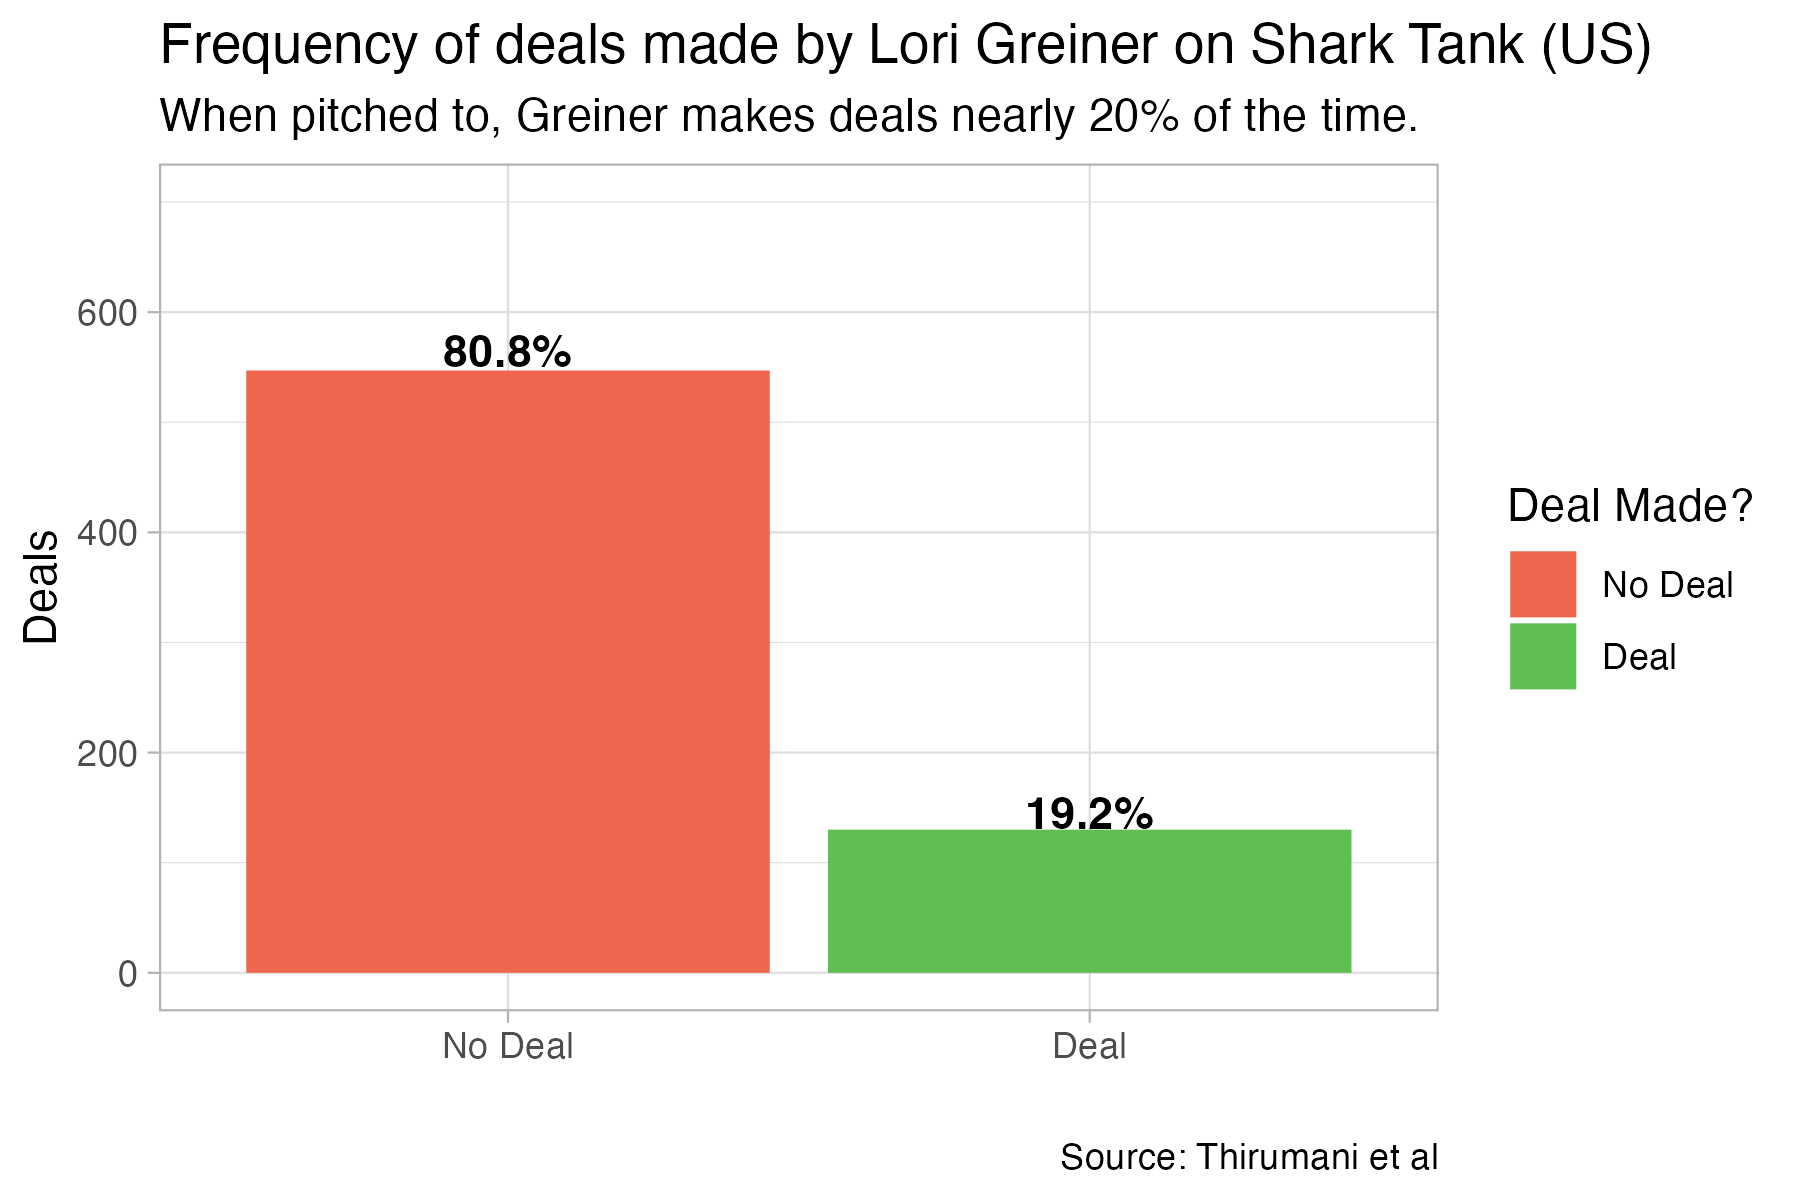 Frequency of deals made by Lori Greiner on Shark Tank (US)
When pitched to, Greiner makes deals nearly 20% of the time.
600
400
200
0
Deals
80.8%
19.2%
No Deal
Deal
Deal Made?
No Deal
Deal
Source: Thirumani et al